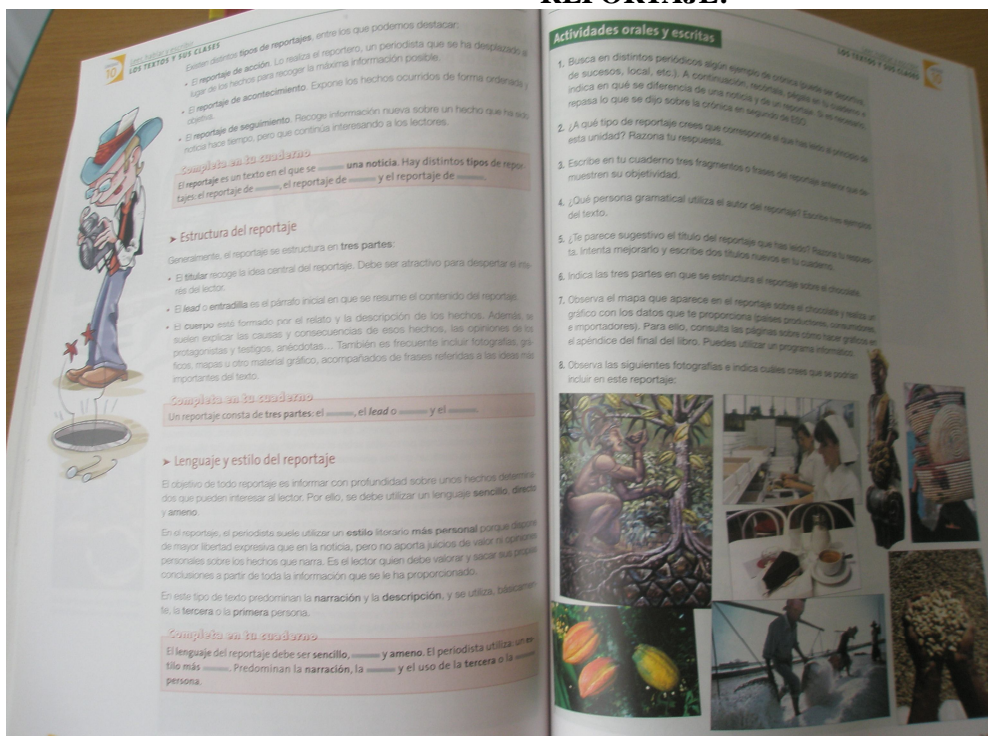 REPORTAJE:
Leer, hablar, escribir
LOS TEXTOS Y SUS CLASES
10
Existen distintos tipos de reportajes, entre los que podemos destacar:
• El reportaje de acción. Lo realiza el reportero, un periodista que se ha desplazado al
lugar de los hechos para recoger la máxima información posible.
• El reportaje de acontecimiento. Expone los hechos ocurridos de forma ordenada y
objetiva.
• El reportaje de seguimiento. Recoge información nueva sobre un hecho que ha sido
noticia hace tiempo, pero que continúa interesando a los lectores.
Completa en tu cuaderno
El reportaje es un texto en el que se una noticia. Hay distintos tipos de repor-
tajes: el reportaje de , el reportaje de y el reportaje de .
➤ Estructura del reportaje
Generalmente, el reportaje se estructura en tres partes:
• El titular recoge la idea central del reportaje. Debe ser atractivo para despertar el inte-
rés del lector.
• El lead o entradilla es el párrafo inicial en que se resume el contenido del reportaje.
• El cuerpo está formado por el relato y la descripción de los hechos. Además, se
suelen explicar las causas y consecuencias de esos hechos, las opiniones de los
protagonistas y testigos, anécdotas... También es frecuente incluir fotografías, grá-
ficos, mapas u otro material gráfico, acompañados de frases referidas a las ideas más
importantes del texto.
Completa en tu cuaderno
Un reportaje consta de tres partes: el , el lead o y el .
➤ Lenguaje y estilo del reportaje
El objetivo de todo reportaje es informar con profundidad sobre unos hechos determina-
dos que pueden interesar al lector. Por ello, se debe utilizar un lenguaje sencillo, directo
y ameno.
En el reportaje, el periodista suele utilizar un estilo literario más personal porque dispone
de mayor libertad expresiva que en la noticia, pero no aporta juicios de valor ni opiniones
personales sobre los hechos que narra. Es el lector quien debe valorar y sacar sus propias
conclusiones a partir de toda la información que se le ha proporcionado.
En este tipo de texto predominan la narración y la descripción, y se utiliza, básicamen-
te, la tercera o la primera persona.
Completa en tu cuaderno
El lenguaje del reportaje debe ser sencillo, y ameno. El periodista utiliza un es-
tilo más . Predominan la narración, la y el uso de la tercera o la
persona.
LOS TEXTOS Y SUS CLASES
10
Actividades orales y escritas
1. Busca en distintos periódicos algún ejemplo de crónica (puede ser deportiva,
de sucesos, local, etc.). A continuación, recórtala, pégala en tu cuaderno e
indica en qué se diferencia de una noticia y de un reportaje. Si es necesario,
repasa lo que se dijo sobre la crónica en segundo de ESO.
2. ¿A qué tipo de reportaje crees que corresponde el que has leído al principio de
esta unidad? Razona tu respuesta.
3. Escribe en tu cuaderno tres fragmentos o frases del reportaje anterior que de-
muestren su objetividad.
4. ¿Qué persona gramatical utiliza el autor del reportaje? Escribe tres ejemplos
del texto.
5. ¿Te parece sugestivo el título del reportaje que has leído? Razona tu respues-
ta. Intenta mejorarlo y escribe dos títulos nuevos en tu cuaderno.
6. Indica las tres partes en que se estructura el reportaje sobre el chocolate.
7. Observa el mapa que aparece en el reportaje sobre el chocolate y realiza un
gráfico con los datos que te proporciona (países productores, consumidores
e importadores). Para ello, consulta las páginas sobre cómo hacer gráficos en
el apéndice del final del libro. Puedes utilizar un programa informático.
8. Observa las siguientes fotografías e indica cuáles crees que se podrían
incluir en este reportaje: